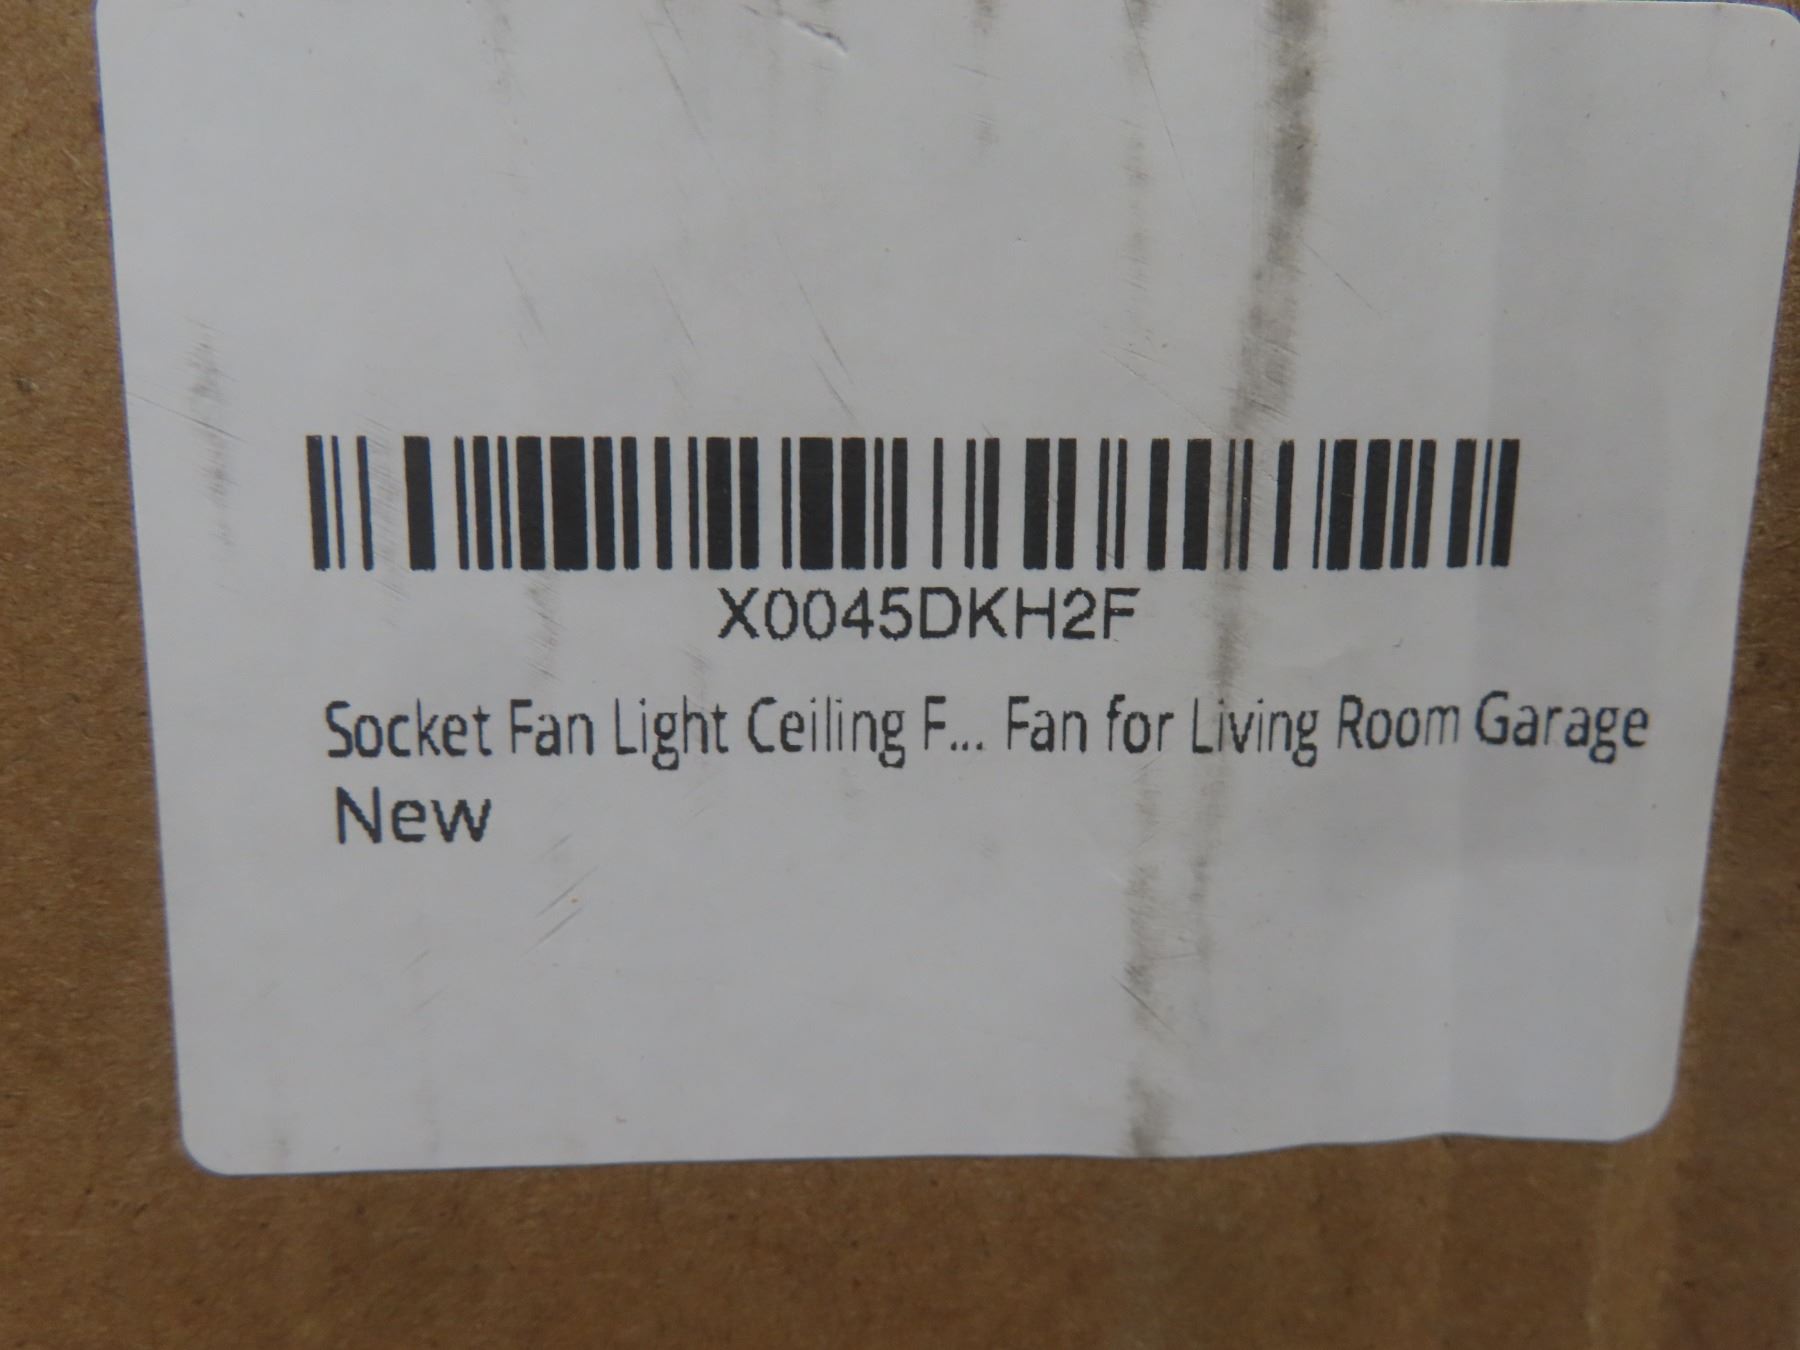 X0045DKH2F
Socket Fan Light Ceiling F... Fan for Living Room Garage
New